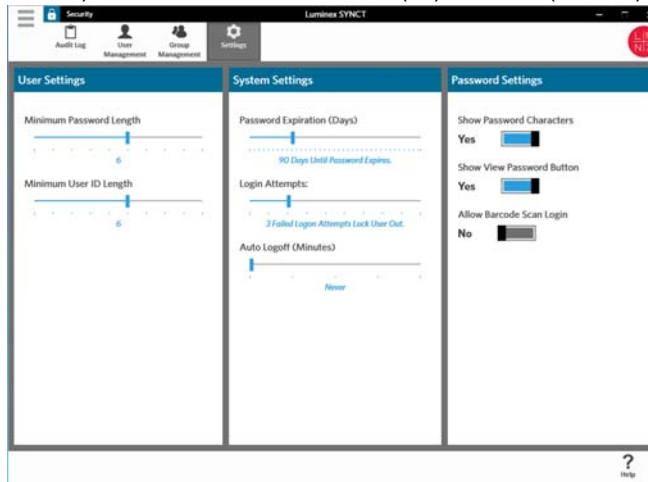 Security
Luminex SYNCT
Audit Log
User Management
Group Management
Settings
User Settings
Minimum Password Length
6
Minimum User ID Length
6
System Settings
Password Expiration (Days)
90 Days Until Password Expires.
Login Attempts:
3 Failed Logon Attempts Lock User Out.
Auto Logoff (Minutes)
Never
Password Settings
Show Password Characters
Yes
Show View Password Button
Yes
Allow Barcode Scan Login
No
?
Help